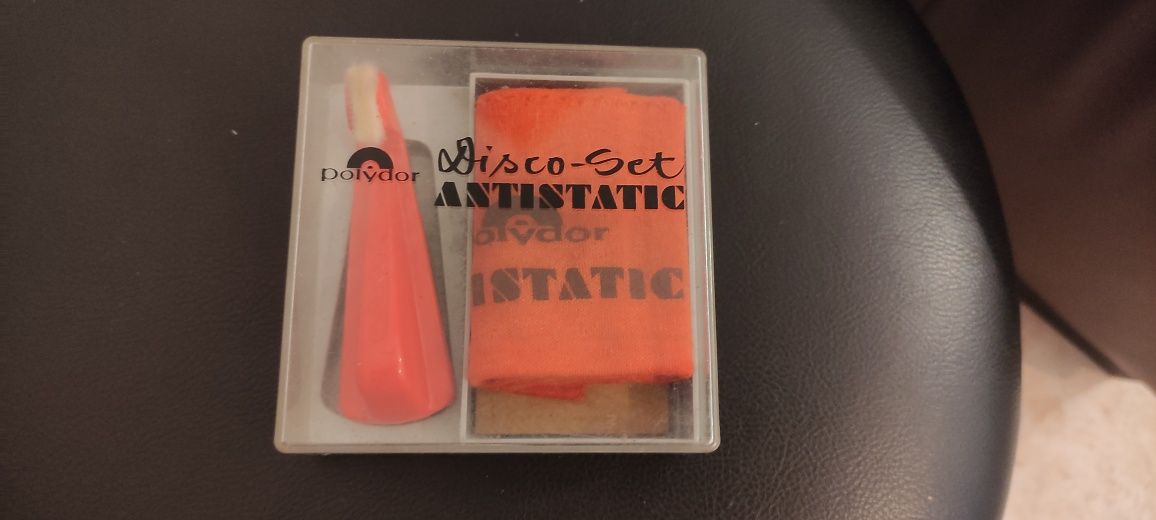 polydor
Disco-Set
ANTISTATIC
polydor
ISTATIC